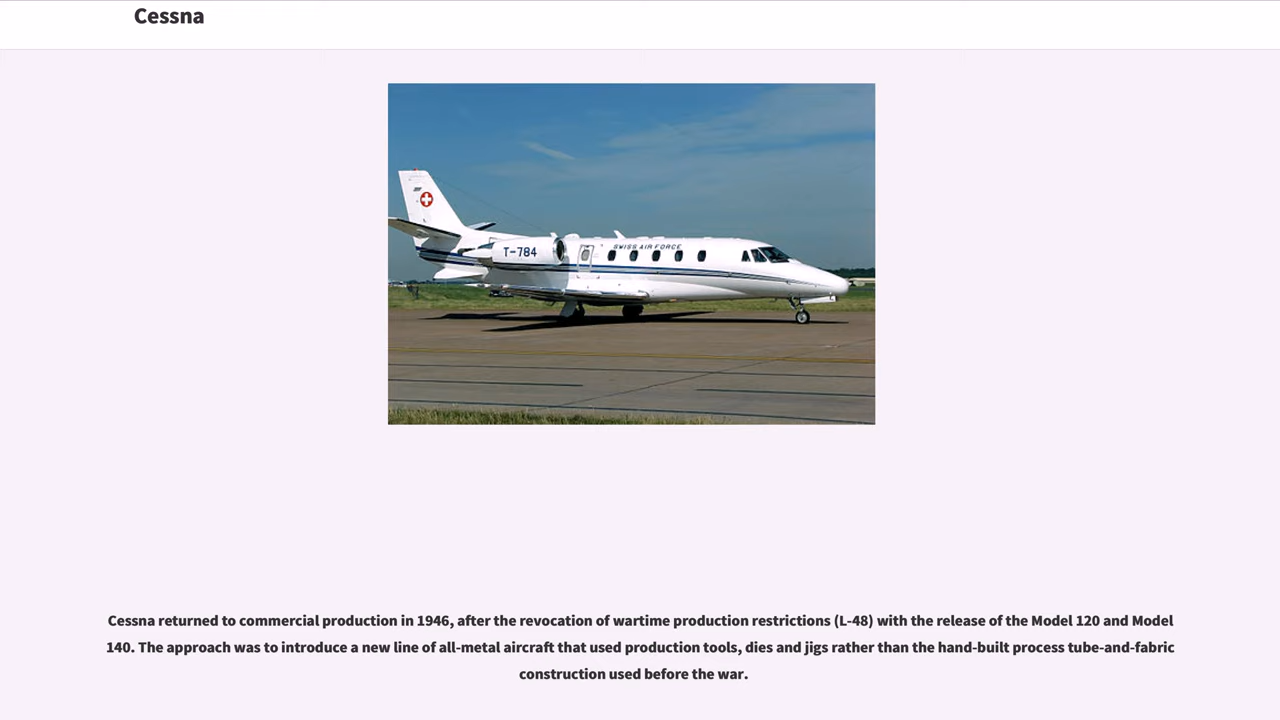 Cessna
T-784
SWISS AIR FORCE
Cessna returned to commercial production in 1946, after the revocation of wartime production restrictions (L-48) with the release of the Model 120 and Model
140. The approach was to introduce a new line of all-metal aircraft that used production tools, dies and jigs rather than the hand-built process tube-and-fabric
construction used before the war.